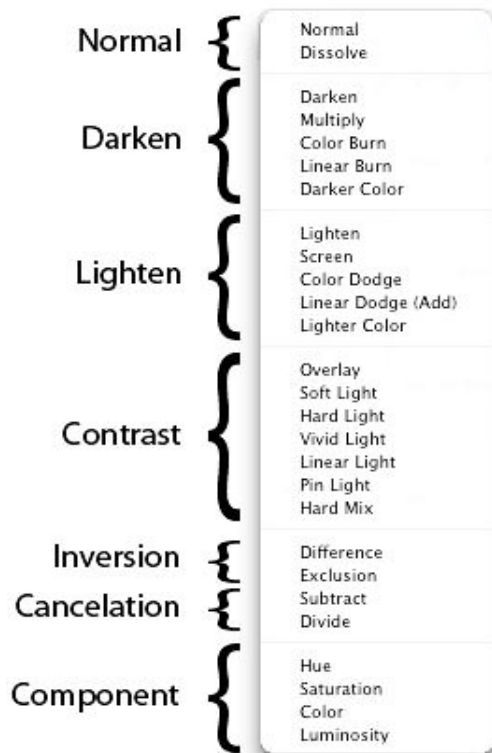 Normal
Normal
Dissolve
Darken
Darken
Multiply
Color Burn
Linear Burn
Darker Color
Lighten
Lighten
Screen
Color Dodge
Linear Dodge (Add)
Lighter Color
Contrast
Overlay
Soft Light
Hard Light
Vivid Light
Linear Light
Pin Light
Hard Mix
Inversion
Difference
Exclusion
Cancelation
Subtract
Divide
Component
Hue
Saturation
Color
Luminosity